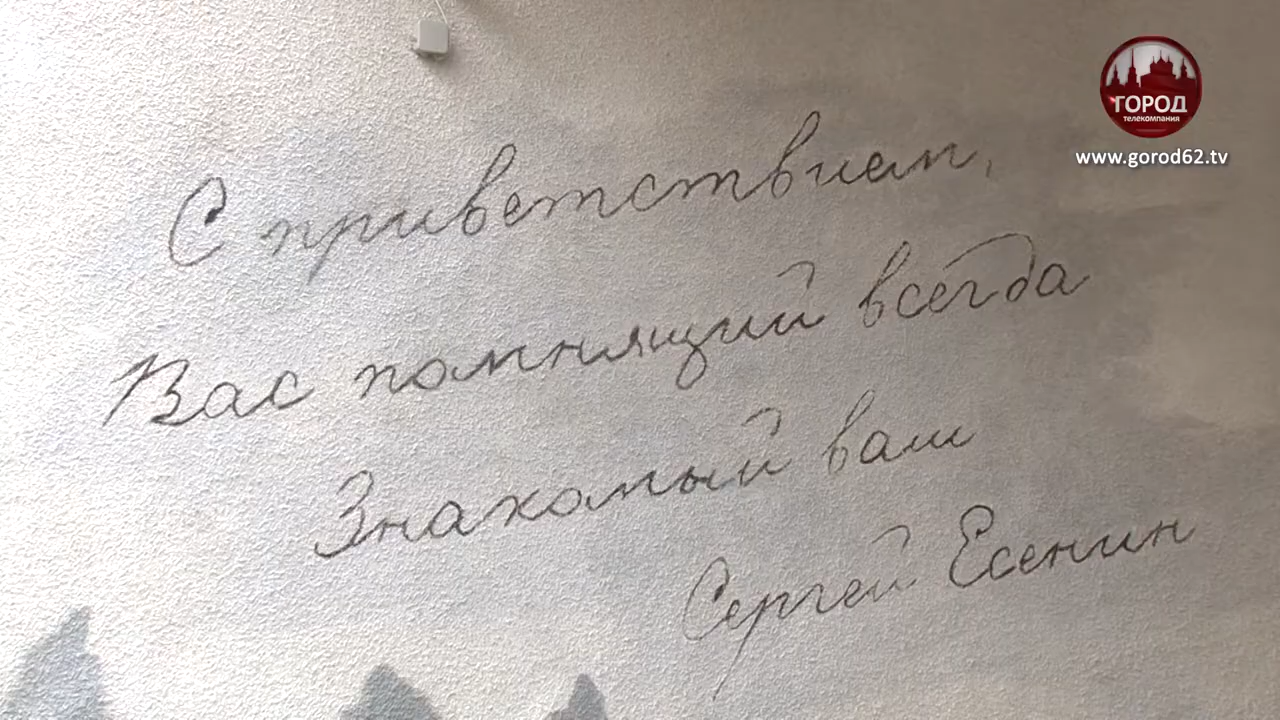 ГОРОД
телекомпания
www.gorod62.tv
С приветствием,
Вас помнящий всегда
Знакомый ваш
Сергей Есенин